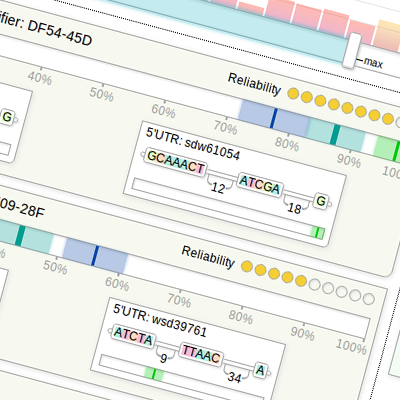 max
ifier: DF54-45D
Reliability
40% 50% 60% 70% 80% 90% 100
G
5'UTR: sdw61054
GCAAACT 12 ATCGA 18 G
09-28F
Reliability
% 50% 60% 70% 80% 90% 100%
5'UTR: wsd39761
ATCTA 9 TTAAC 34 A